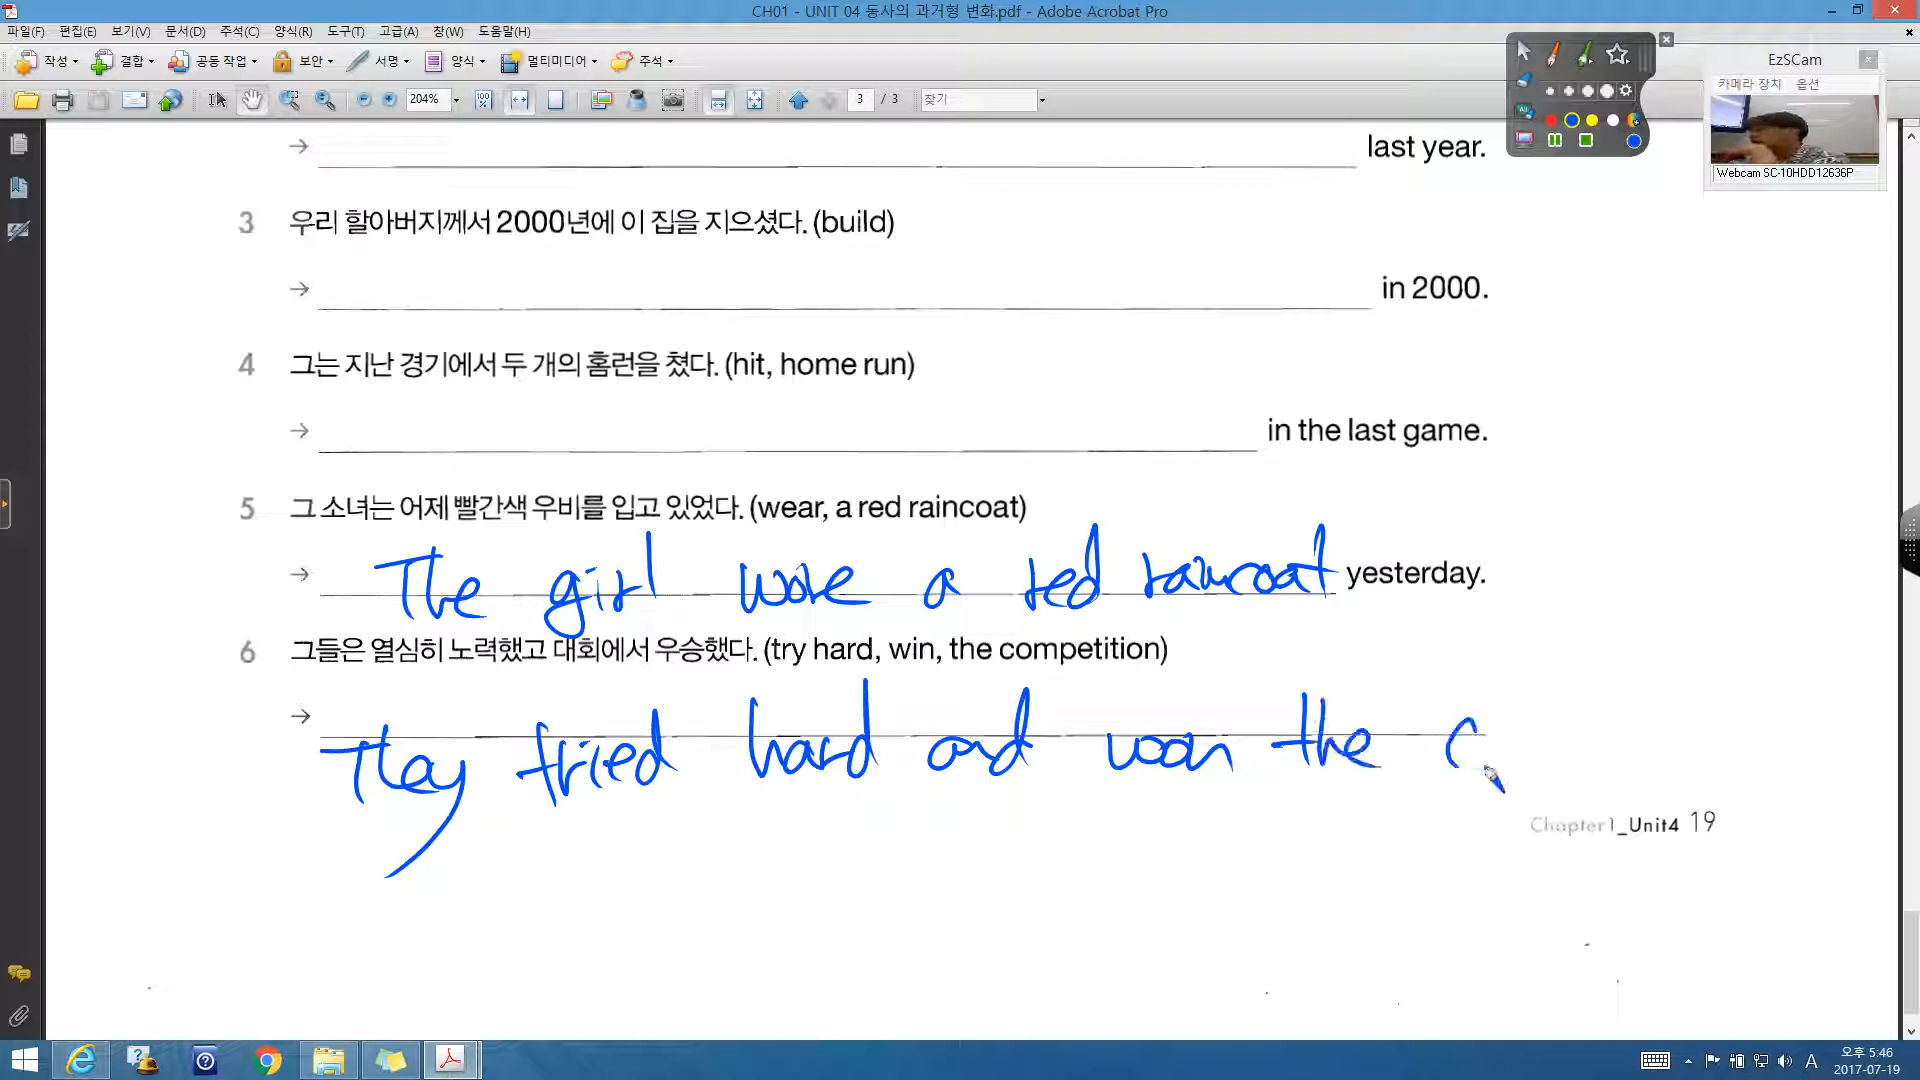 CH01 - UNIT 04 동사의 과거형 변화.pdf - Adobe Acrobat Pro
파일(F) 편집(E) 보기(V) 문서(D) 주석(C) 양식(R) 도구(T) 고급(A) 창(W) 도움말(H)
작성 결합 공동 작업 보안 서명 양식 멀티미디어 주석
204% 3 / 3 찾기
EzSCam
카메라 장치 옵션
Webcam SC-10HDD12636P
→ last year.
3 우리 할아버지께서 2000년에 이 집을 지으셨다. (build)
→ in 2000.
4 그는 지난 경기에서 두 개의 홈런을 쳤다. (hit, home run)
→ in the last game.
5 그 소녀는 어제 빨간색 우비를 입고 있었다. (wear, a red raincoat)
→ The girl wore a red raincoat yesterday.
6 그들은 열심히 노력했고 대회에서 우승했다. (try hard, win, the competition)
→ They tried hard and won the c
Chapter1_Unit4 19
A 오후 5:46
2017-07-19